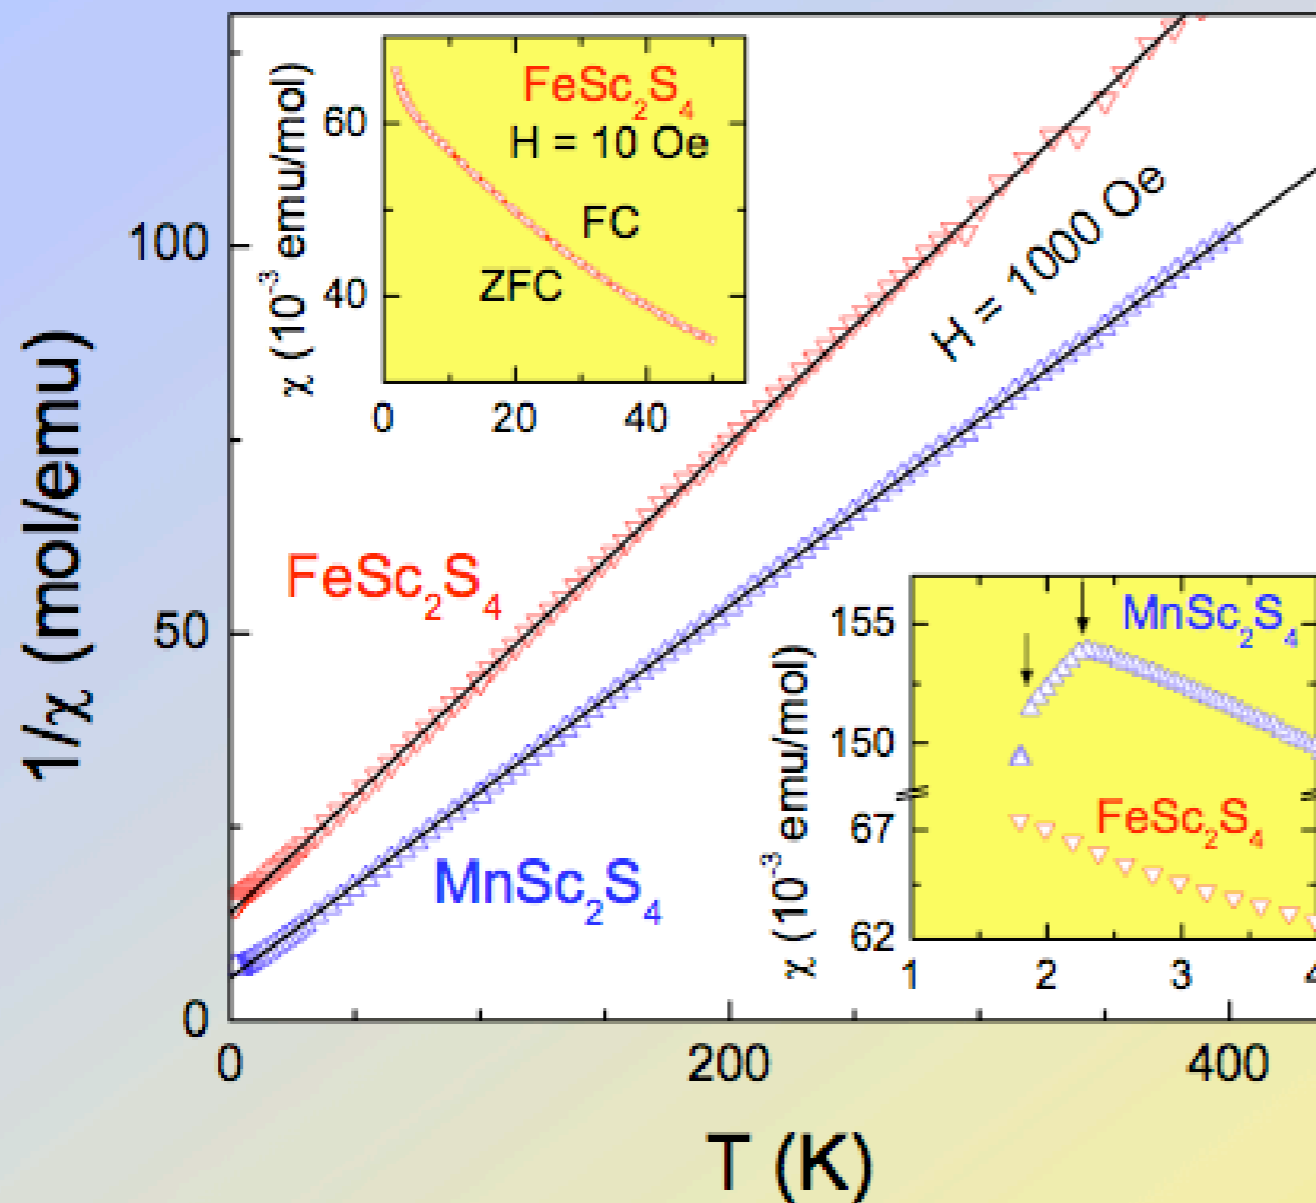 1/χ (mol/emu)
100
50
0
0
200
400
T (K)
FeSc₂S₄
MnSc₂S₄
H = 1000 Oe
χ (10⁻³ emu/mol)
60
40
0
20
40
FeSc₂S₄
H = 10 Oe
FC
ZFC
χ (10⁻³ emu/mol)
155
150
67
62
1
2
3
4
MnSc₂S₄
FeSc₂S₄